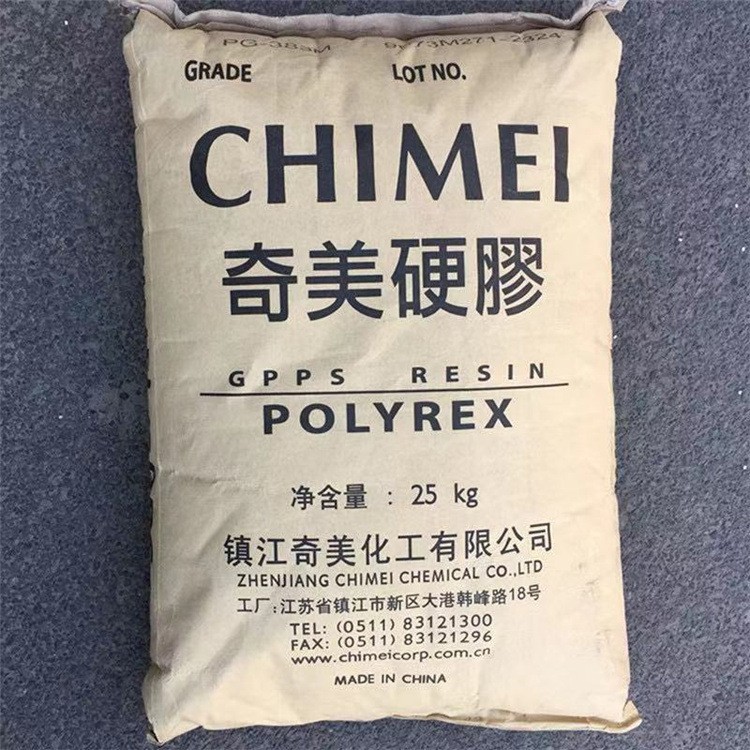 PG-383M
GRADE LOT NO.
CHIMEI
奇美硬膠
GPPS RESIN
POLYREX
净含量 : 25 kg
镇江奇美化工有限公司
ZHENJIANG CHIMEI CHEMICAL CO.,LTD
工厂:江苏省镇江市新区大港韩峰路18号
TEL: (0511) 83121300
FAX: (0511) 83121296
www.chimeicorp.com.cn
MADE IN CHINA